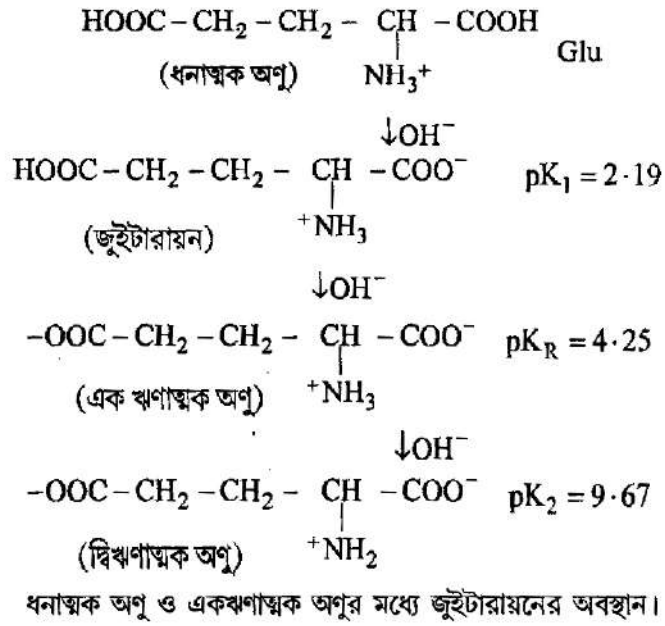 HOOC–CH₂–CH₂ – CH –COOH Glu
(ধনাত্মক অণু) NH₃⁺
↓OH⁻
HOOC–CH₂–CH₂ – CH –COO⁻ pK₁ = 2·19
(জুইটারায়ন) ⁺NH₃
↓OH⁻
–OOC–CH₂–CH₂ – CH –COO⁻ pK_R = 4·25
(এক ঋণাত্মক অণু) ⁺NH₃
↓OH⁻
–OOC–CH₂–CH₂– CH –COO⁻ pK₂ = 9·67
(দ্বিঋণাত্মক অণু) ⁺NH₂
ধনাত্মক অণু ও একঋণাত্মক অণুর মধ্যে জুইটারায়নের অবস্থান।